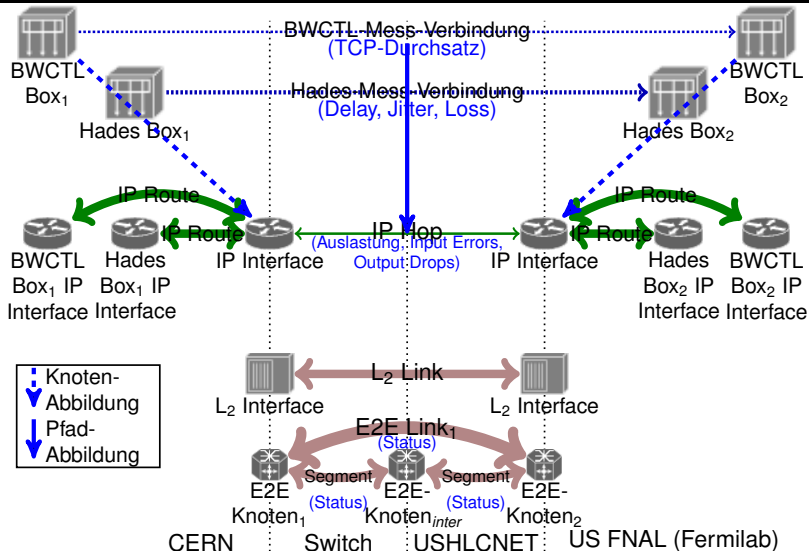 BWCTL-Mess-Verbindung
(TCP-Durchsatz)
BWCTL
Box1
BWCTL
Box2
Hades-Mess-Verbindung
(Delay, Jitter, Loss)
Hades Box1
Hades Box2
IP Route
IP Route
IP Route
IP Hop
IP Route
(Auslastung, Input Errors,
Output Drops)
BWCTL
Box1 IP
Interface
Hades
Box1 IP
Interface
IP Interface
IP Interface
Hades
Box2 IP
Interface
BWCTL
Box2 IP
Interface
Knoten-
Abbildung
Pfad-
Abbildung
L2 Link
L2 Interface
L2 Interface
E2E Link1
(Status)
Segment
(Status)
Segment
(Status)
E2E
Knoten1
E2E-
Knoteninter
E2E-
Knoten2
CERN
Switch
USHLCNET
US FNAL (Fermilab)